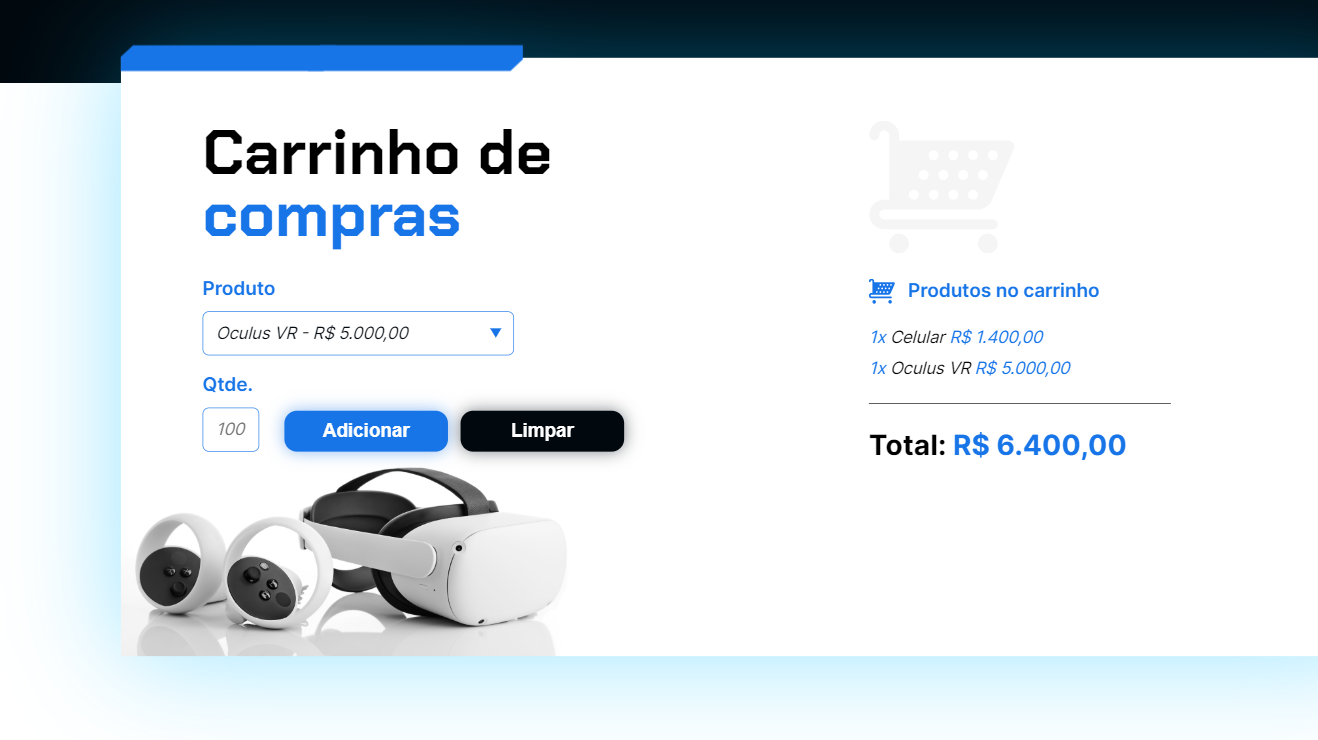 Carrinho de
compras
Produto
Oculus VR - R$ 5.000,00
Qtde.
100
Adicionar
Limpar
Produtos no carrinho
1x Celular R$ 1.400,00
1x Oculus VR R$ 5.000,00
Total: R$ 6.400,00